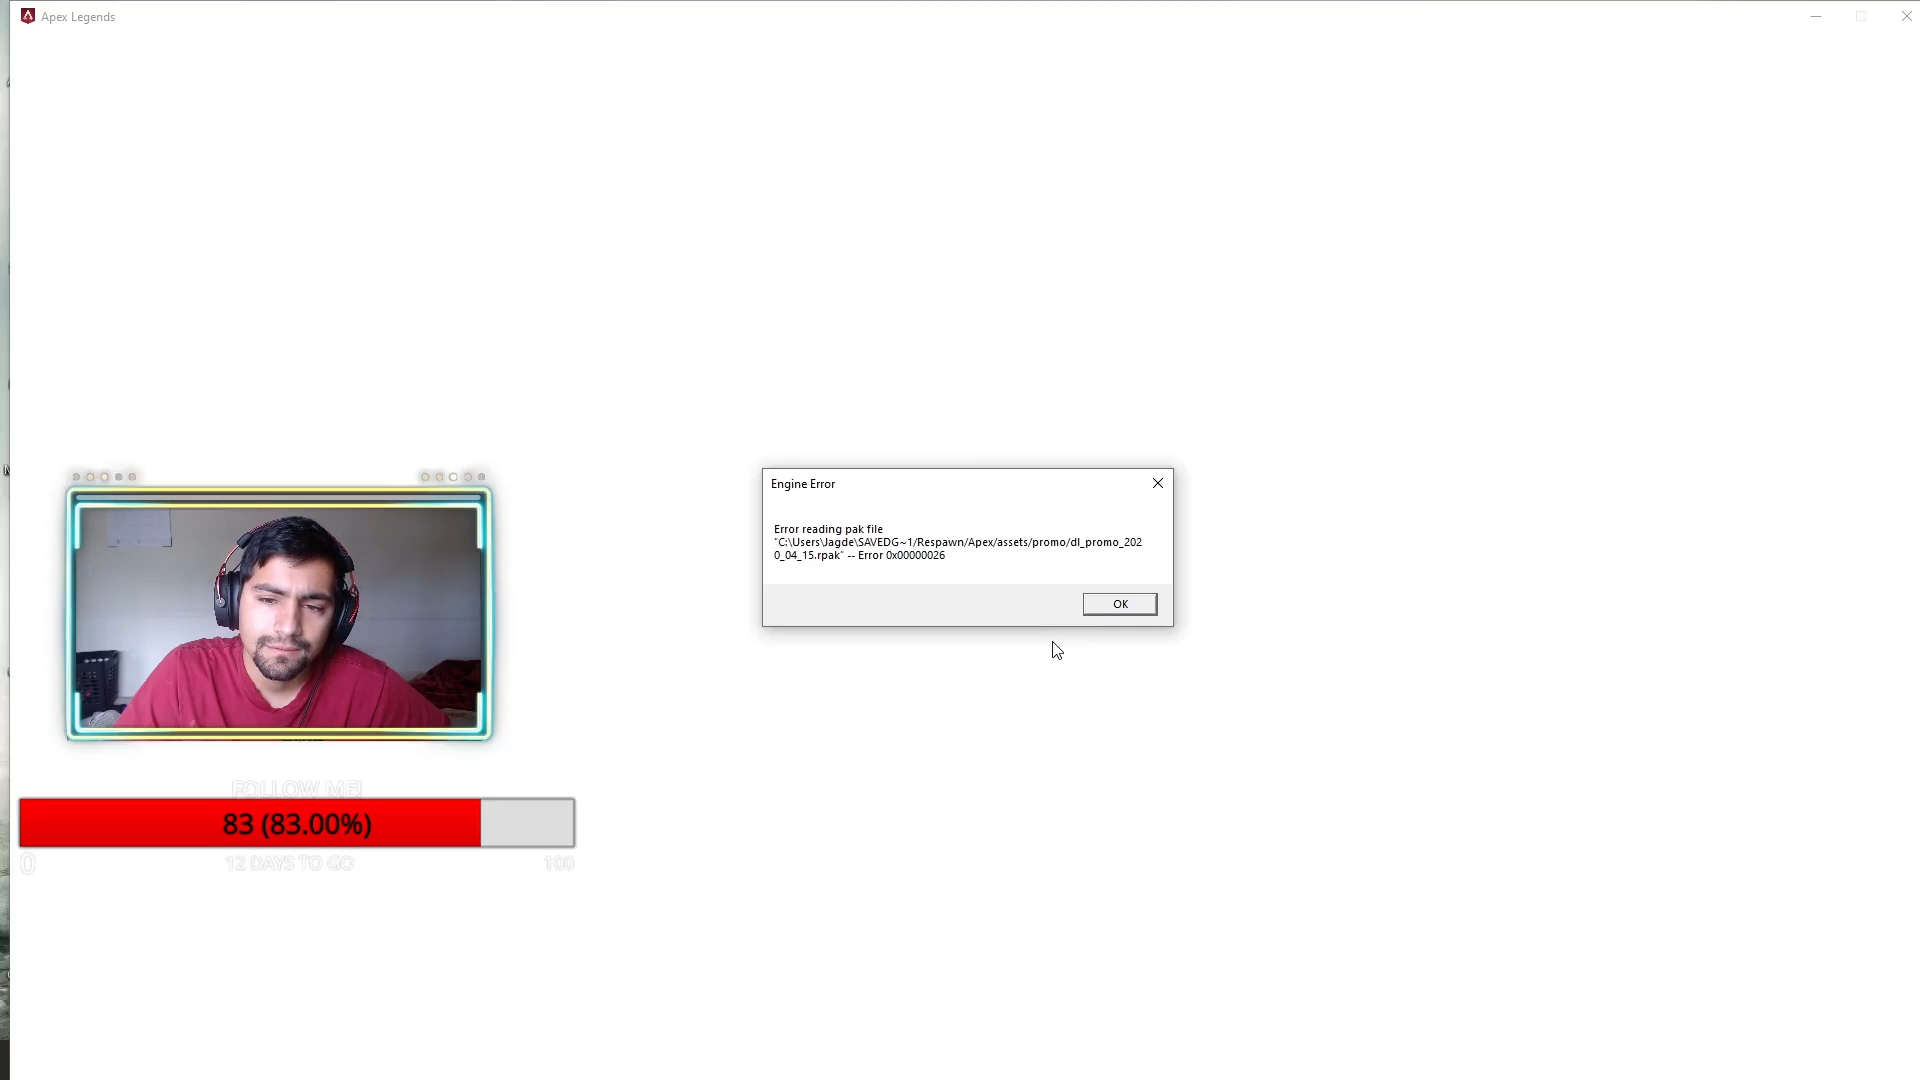 Apex Legends
Engine Error
Error reading pak file
"C:\Users\Jagde\SAVEDG~1/Respawn/Apex/assets/promo/dl_promo_202
0_04_15.rpak" -- Error 0x00000026
OK
FOLLOW ME!
83 (83.00%)
0
12 DAYS TO GO
100